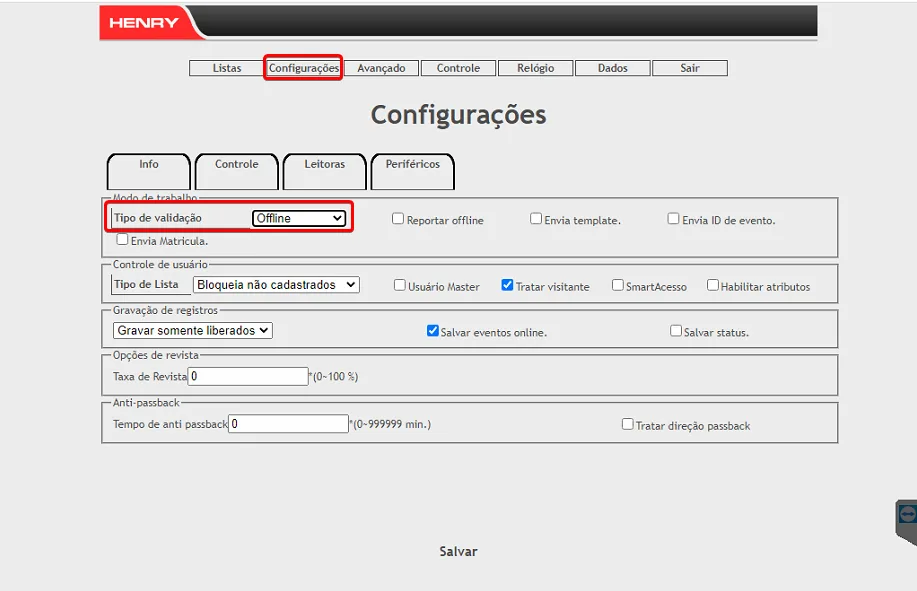 HENRY
Listas Configurações Avançado Controle Relógio Dados Sair
Configurações
Info Controle Leitoras Periféricos
Modo de trabalho
Tipo de validação Offline Reportar offline Envia template. Envia ID de evento.
Envia Matricula.
Controle de usuário
Tipo de Lista Bloqueia não cadastrados Usuário Master Tratar visitante SmartAcesso Habilitar atributos
Gravação de registros
Gravar somente liberados Salvar eventos online. Salvar status.
Opções de revista
Taxa de Revista 0 *(0~100 %)
Anti-passback
Tempo de anti passback 0 *(0~999999 min.) Tratar direção passback
Salvar